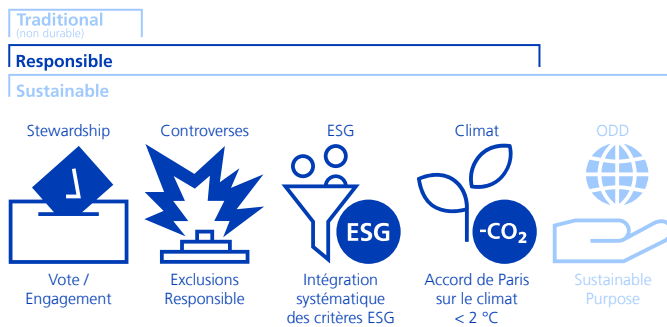 Traditional
(non durable)
Responsible
Sustainable
Stewardship
Controverses
ESG
Climat
ODD
ESG
-CO₂
Vote /
Engagement
Exclusions
Responsible
Intégration
systématique
des critères ESG
Accord de Paris
sur le climat
< 2 °C
Sustainable
Purpose